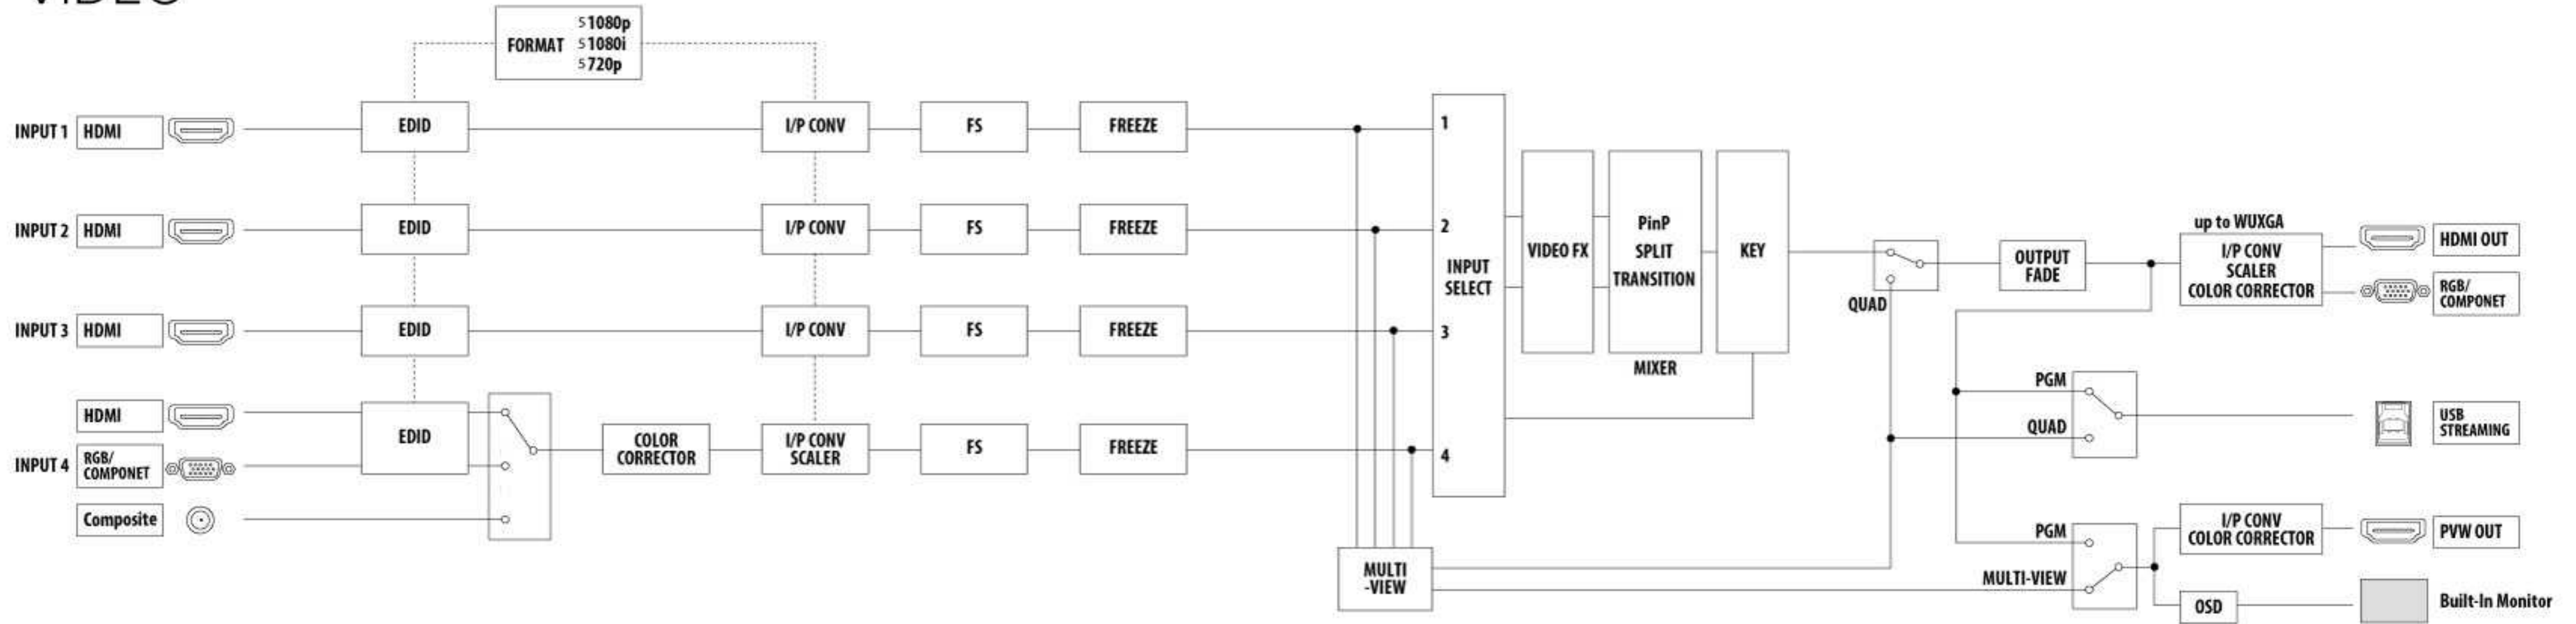 VIDEO
FORMAT
5 1080p
5 1080i
5 720p
INPUT 1 HDMI
EDID
I/P CONV
FS
FREEZE
1
INPUT 2 HDMI
EDID
I/P CONV
FS
FREEZE
2
INPUT 3 HDMI
EDID
I/P CONV
FS
FREEZE
3
INPUT 4
HDMI
RGB/
COMPONET
Composite
EDID
COLOR
CORRECTOR
I/P CONV
SCALER
FS
FREEZE
4
INPUT
SELECT
VIDEO FX
PinP
SPLIT
TRANSITION
MIXER
KEY
MULTI
-VIEW
QUAD
OUTPUT
FADE
up to WUXGA
I/P CONV
SCALER
COLOR CORRECTOR
HDMI OUT
RGB/
COMPONET
PGM
QUAD
USB
STREAMING
PGM
MULTI-VIEW
I/P CONV
COLOR CORRECTOR
PVW OUT
OSD
Built-In Monitor